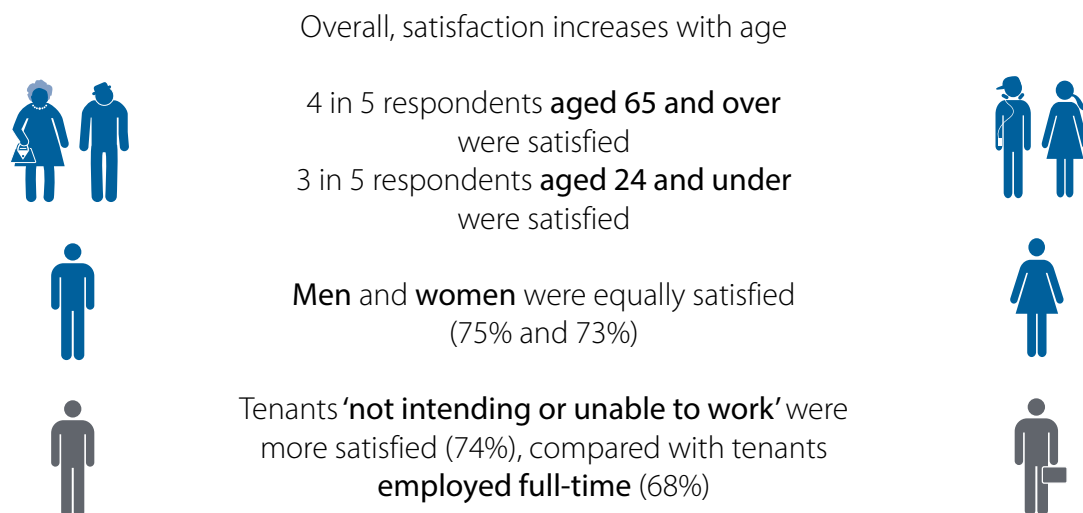 Overall, satisfaction increases with age
4 in 5 respondents aged 65 and over
were satisfied
3 in 5 respondents aged 24 and under
were satisfied
Men and women were equally satisfied
(75% and 73%)
Tenants ‘not intending or unable to work’ were
more satisfied (74%), compared with tenants
employed full-time (68%)